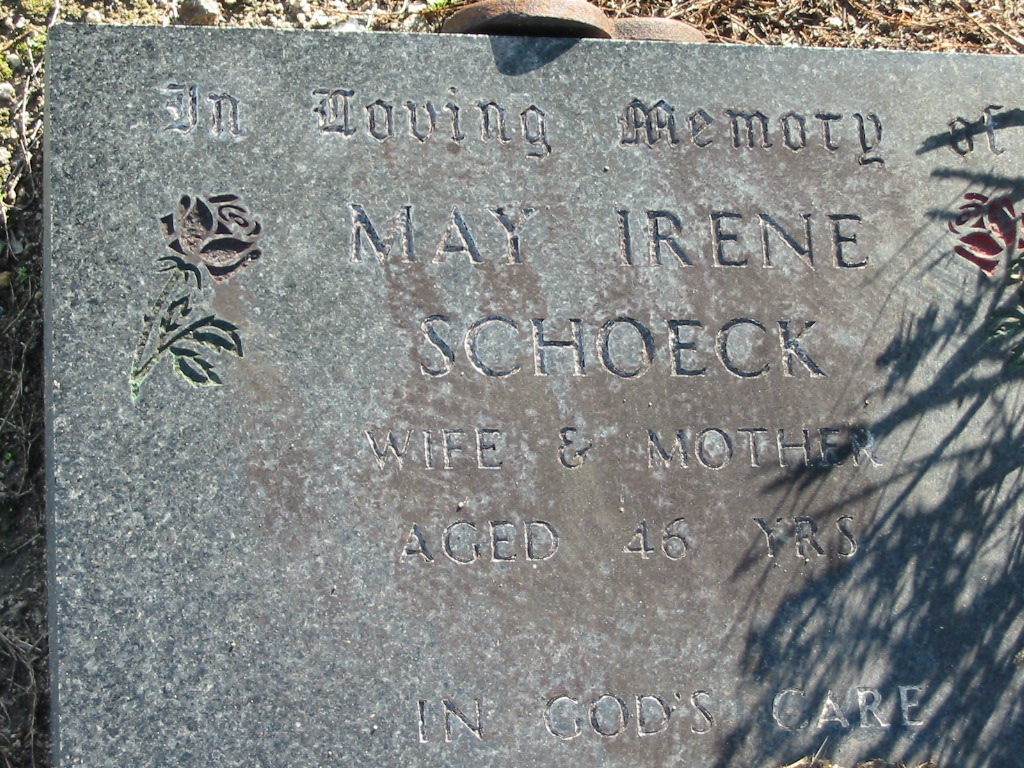 In Loving Memory of
MAY IRENE
SCHOECK
WIFE & MOTHER
AGED 46 YRS
IN GOD'S CARE